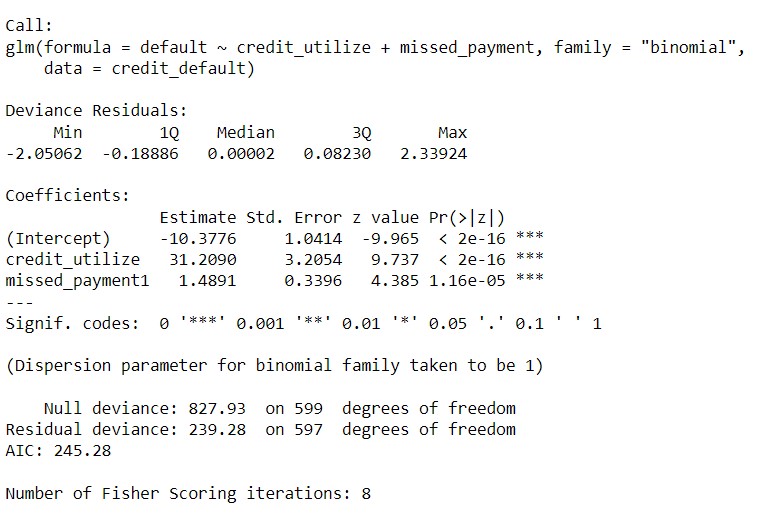 Call:
glm(formula = default ~ credit_utilize + missed_payment, family = "binomial",
    data = credit_default)

Deviance Residuals:
     Min        1Q    Median        3Q       Max
-2.05062  -0.18886   0.00002   0.08230   2.33924

Coefficients:
                Estimate Std. Error z value Pr(>|z|)
(Intercept)     -10.3776     1.0414  -9.965  < 2e-16 ***
credit_utilize   31.2090     3.2054   9.737  < 2e-16 ***
missed_payment1   1.4891     0.3396   4.385 1.16e-05 ***
---
Signif. codes:  0 '***' 0.001 '**' 0.01 '*' 0.05 '.' 0.1 ' ' 1

(Dispersion parameter for binomial family taken to be 1)

    Null deviance: 827.93  on 599  degrees of freedom
Residual deviance: 239.28  on 597  degrees of freedom
AIC: 245.28

Number of Fisher Scoring iterations: 8